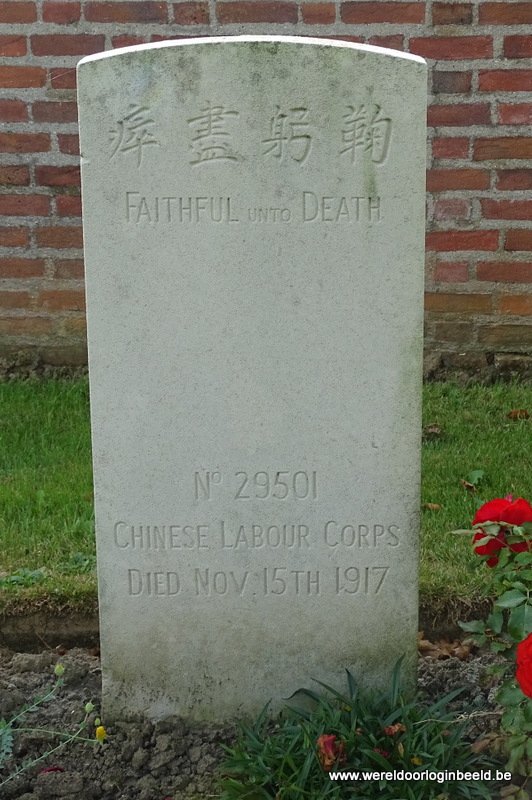 鞠躬盡瘁
FAITHFUL UNTO DEATH.
Nº 29501
CHINESE LABOUR CORPS
DIED NOV. 15TH 1917
www.wereldoorloginbeeld.be